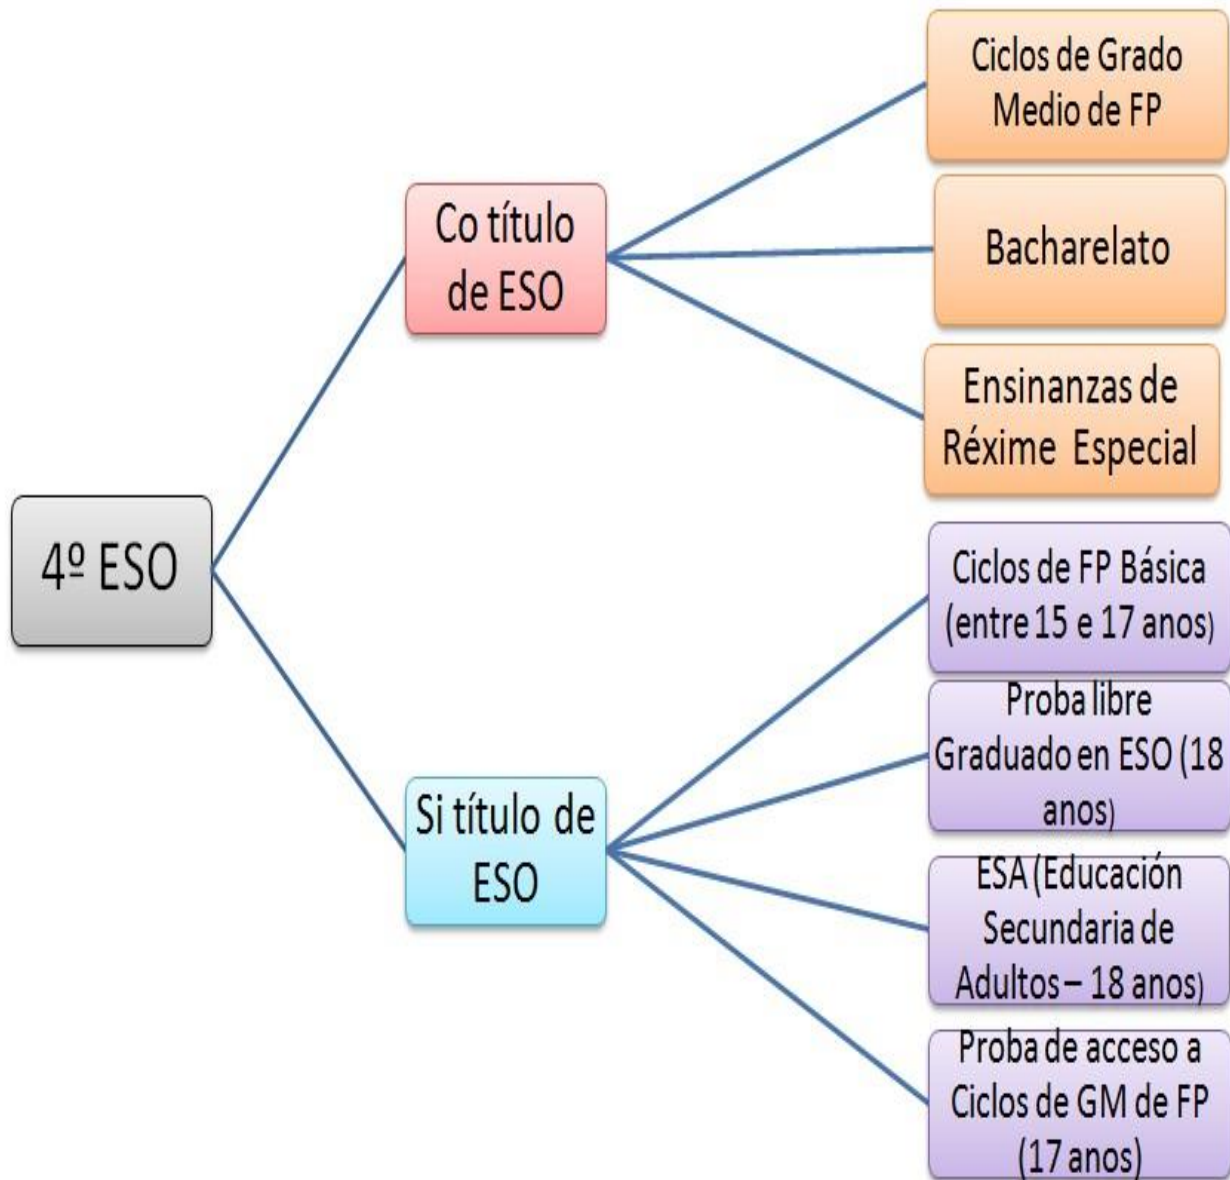 4º ESO
Co título
de ESO
Si título de
ESO
Ciclos de Grado
Medio de FP
Bacharelato
Ensinanzas de
Réxime Especial
Ciclos de FP Básica
(entre 15 e 17 anos)
Proba libre
Graduado en ESO (18
anos)
ESA (Educación
Secundaria de
Adultos – 18 anos)
Proba de acceso a
Ciclos de GM de FP
(17 anos)